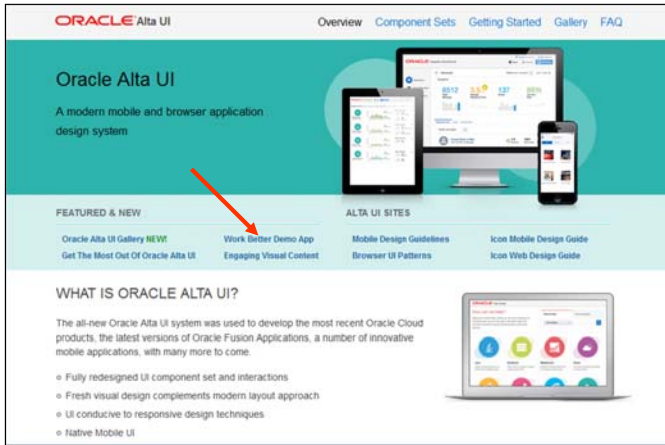 ORACLE Alta UI
Overview Component Sets Getting Started Gallery FAQ
Oracle Alta UI
A modern mobile and browser application
design system
FEATURED & NEW
ALTA UI SITES
Oracle Alta UI Gallery NEW!
Work Better Demo App
Mobile Design Guidelines
Icon Mobile Design Guide
Get The Most Out Of Oracle Alta UI
Engaging Visual Content
Browser UI Patterns
Icon Web Design Guide
WHAT IS ORACLE ALTA UI?
The all-new Oracle Alta UI system was used to develop the most recent Oracle Cloud
products, the latest versions of Oracle Fusion Applications, a number of innovative
mobile applications, with many more to come.
Fully redesigned UI component set and interactions
Fresh visual design complements modern layout approach
UI conducive to responsive design techniques
Native Mobile UI
ORACLE
6512
137